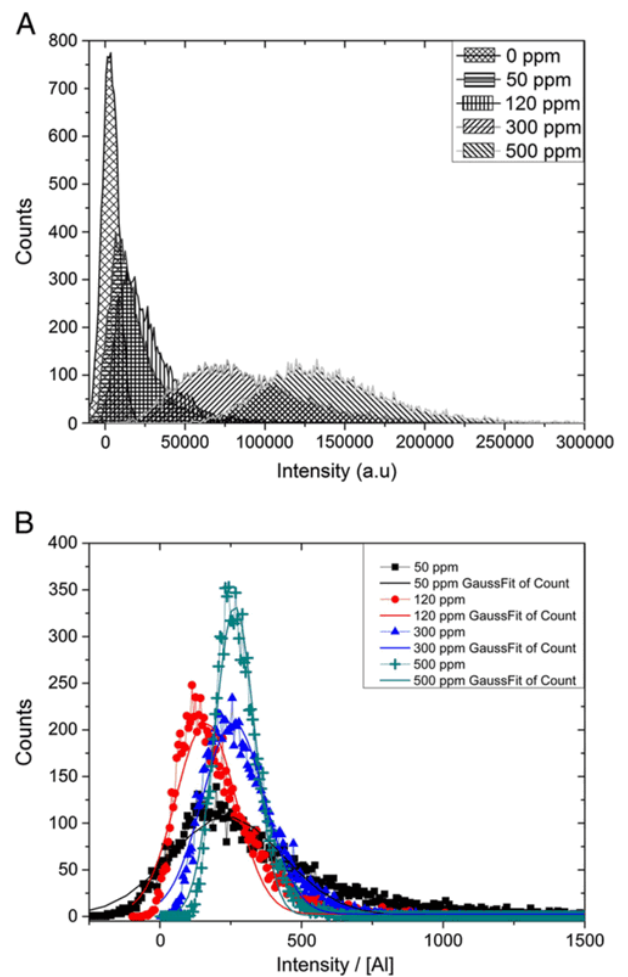 A
800
700
600
500
400
300
200
100
0
Counts
0 ppm
50 ppm
120 ppm
300 ppm
500 ppm
0 50000 100000 150000 200000 250000 300000
Intensity (a.u)
B
400
350
300
250
200
150
100
50
0
Counts
50 ppm
50 ppm GaussFit of Count
120 ppm
120 ppm GaussFit of Count
300 ppm
300 ppm GaussFit of Count
500 ppm
500 ppm GaussFit of Count
0 500 1000 1500
Intensity / [Al]